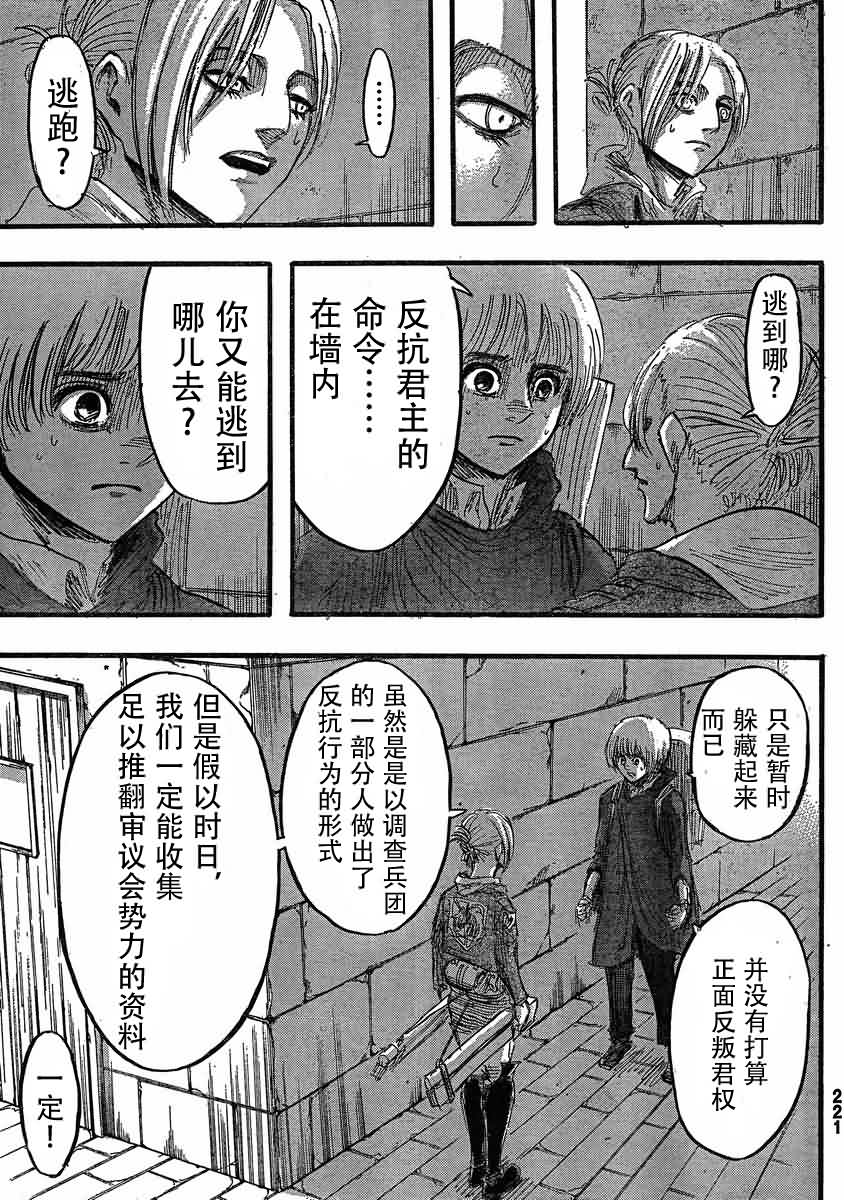 ……
逃跑？
逃到哪？
反抗君主的
命令……
在墙内
你又能逃到
哪儿去？
只是暂时
躲藏起来
而已
并没有打算
正面反叛君权
虽然是是以调查兵团
的一部分人做出了
反抗行为的形式
但是假以时日，
我们一定能收集
足以推翻审议会势力的资料
一定！
221